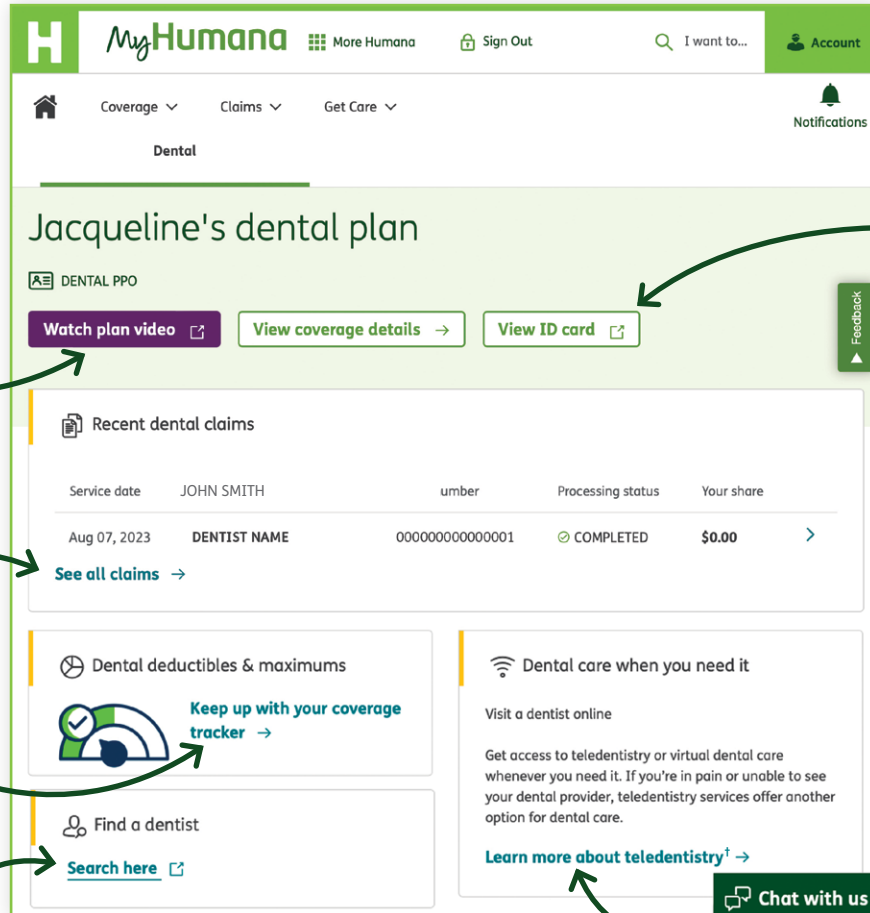 H MyHumana More Humana Sign Out I want to... Account
Coverage Claims Get Care
Notifications
Dental
Jacqueline's dental plan
DENTAL PPO
Feedback
Watch plan video View coverage details → View ID card
Recent dental claims
Service date JOHN SMITH umber Processing status Your share
Aug 07, 2023 DENTIST NAME 000000000000001 COMPLETED $0.00
See all claims →
Dental deductibles & maximums
Keep up with your coverage
tracker →
Find a dentist
Search here
Dental care when you need it
Visit a dentist online
Get access to teledentistry or virtual dental care
whenever you need it. If you're in pain or unable to see
your dental provider, teledentistry services offer another
option for dental care.
Learn more about teledentistry† →
Chat with us